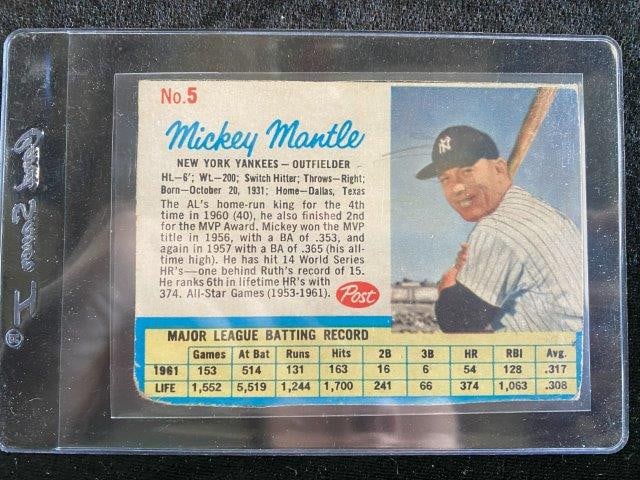 No.5
Mickey Mantle
NEW YORK YANKEES—OUTFIELDER
HL—6'; WL—200; Switch Hitter; Throws—Right;
Born—October 20, 1931; Home—Dallas, Texas
The AL's home-run king for the 4th
time in 1960 (40), he also finished 2nd
for the MVP Award. Mickey won the MVP
title in 1956, with a BA of .353, and
again in 1957 with a BA of .365 (his all-
time high). He has hit 14 World Series
HR's—one behind Ruth's record of 15.
He ranks 6th in lifetime HR's with
374. All-Star Games (1953-1961).
Post
MAJOR LEAGUE BATTING RECORD
Games At Bat Runs Hits 2B 3B HR RBI Avg.
1961 153 514 131 163 16 6 54 128 .317
LIFE 1,552 5,519 1,244 1,700 241 66 374 1,063 .308
Card Saver I